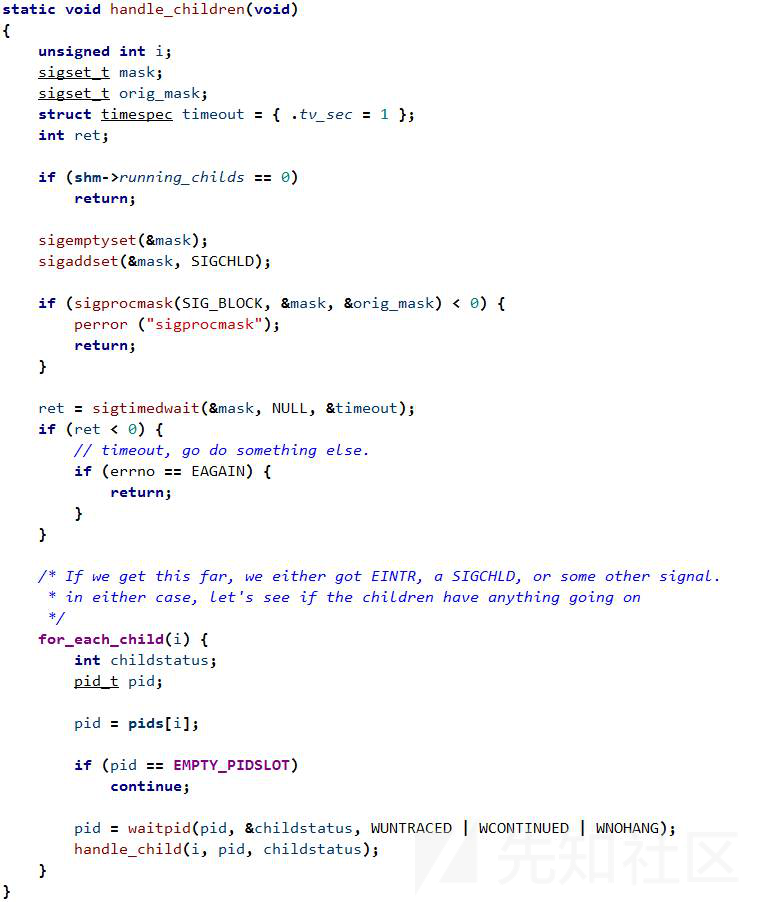 static void handle_children(void)
{
    unsigned int i;
    sigset_t mask;
    sigset_t orig_mask;
    struct timespec timeout = { .tv_sec = 1 };
    int ret;

    if (shm->running_childs == 0)
        return;

    sigemptyset(&mask);
    sigaddset(&mask, SIGCHLD);

    if (sigprocmask(SIG_BLOCK, &mask, &orig_mask) < 0) {
        perror ("sigprocmask");
        return;
    }

    ret = sigtimedwait(&mask, NULL, &timeout);
    if (ret < 0) {
        // timeout, go do something else.
        if (errno == EAGAIN) {
            return;
        }
    }

    /* If we get this far, we either got EINTR, a SIGCHLD, or some other signal.
     * in either case, let's see if the children have anything going on
     */
    for_each_child(i) {
        int childstatus;
        pid_t pid;

        pid = pids[i];

        if (pid == EMPTY_PIDSLOT)
            continue;

        pid = waitpid(pid, &childstatus, WUNTRACED | WCONTINUED | WNOHANG);
        handle_child(i, pid, childstatus);
    }
}
先知社区